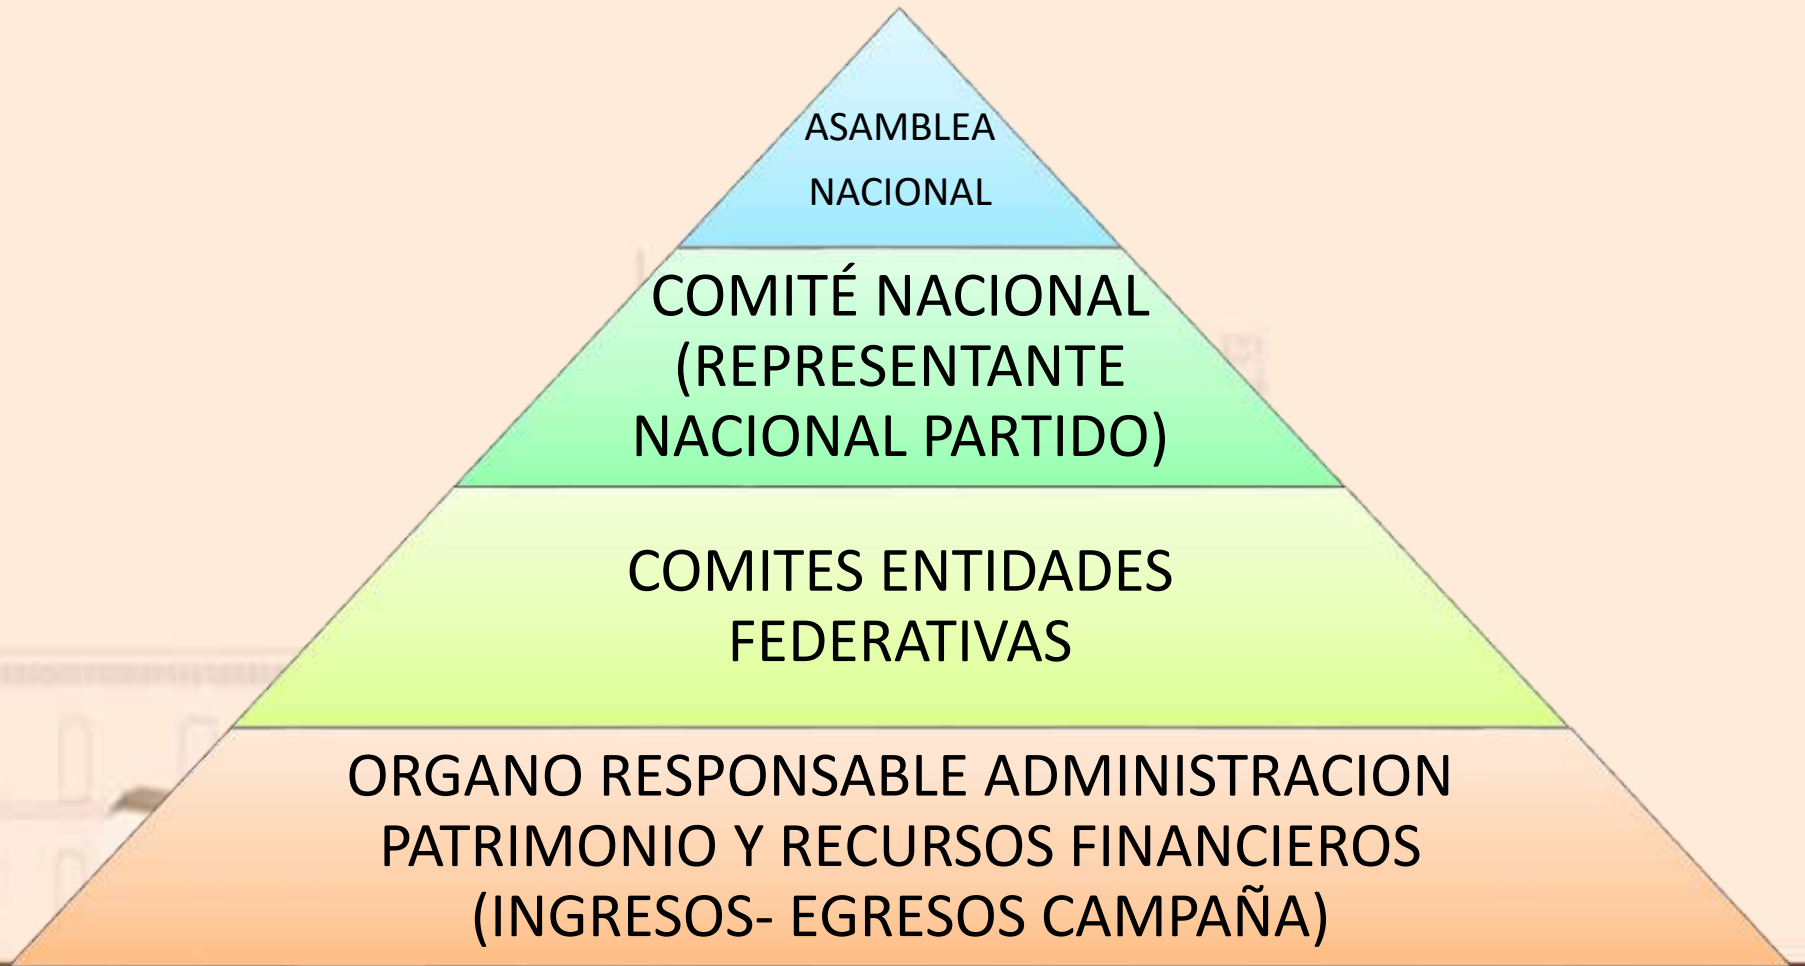 ASAMBLEA
NACIONAL
COMITÉ NACIONAL
(REPRESENTANTE
NACIONAL PARTIDO)
COMITES ENTIDADES
FEDERATIVAS
ORGANO RESPONSABLE ADMINISTRACION
PATRIMONIO Y RECURSOS FINANCIEROS
(INGRESOS- EGRESOS CAMPAÑA)